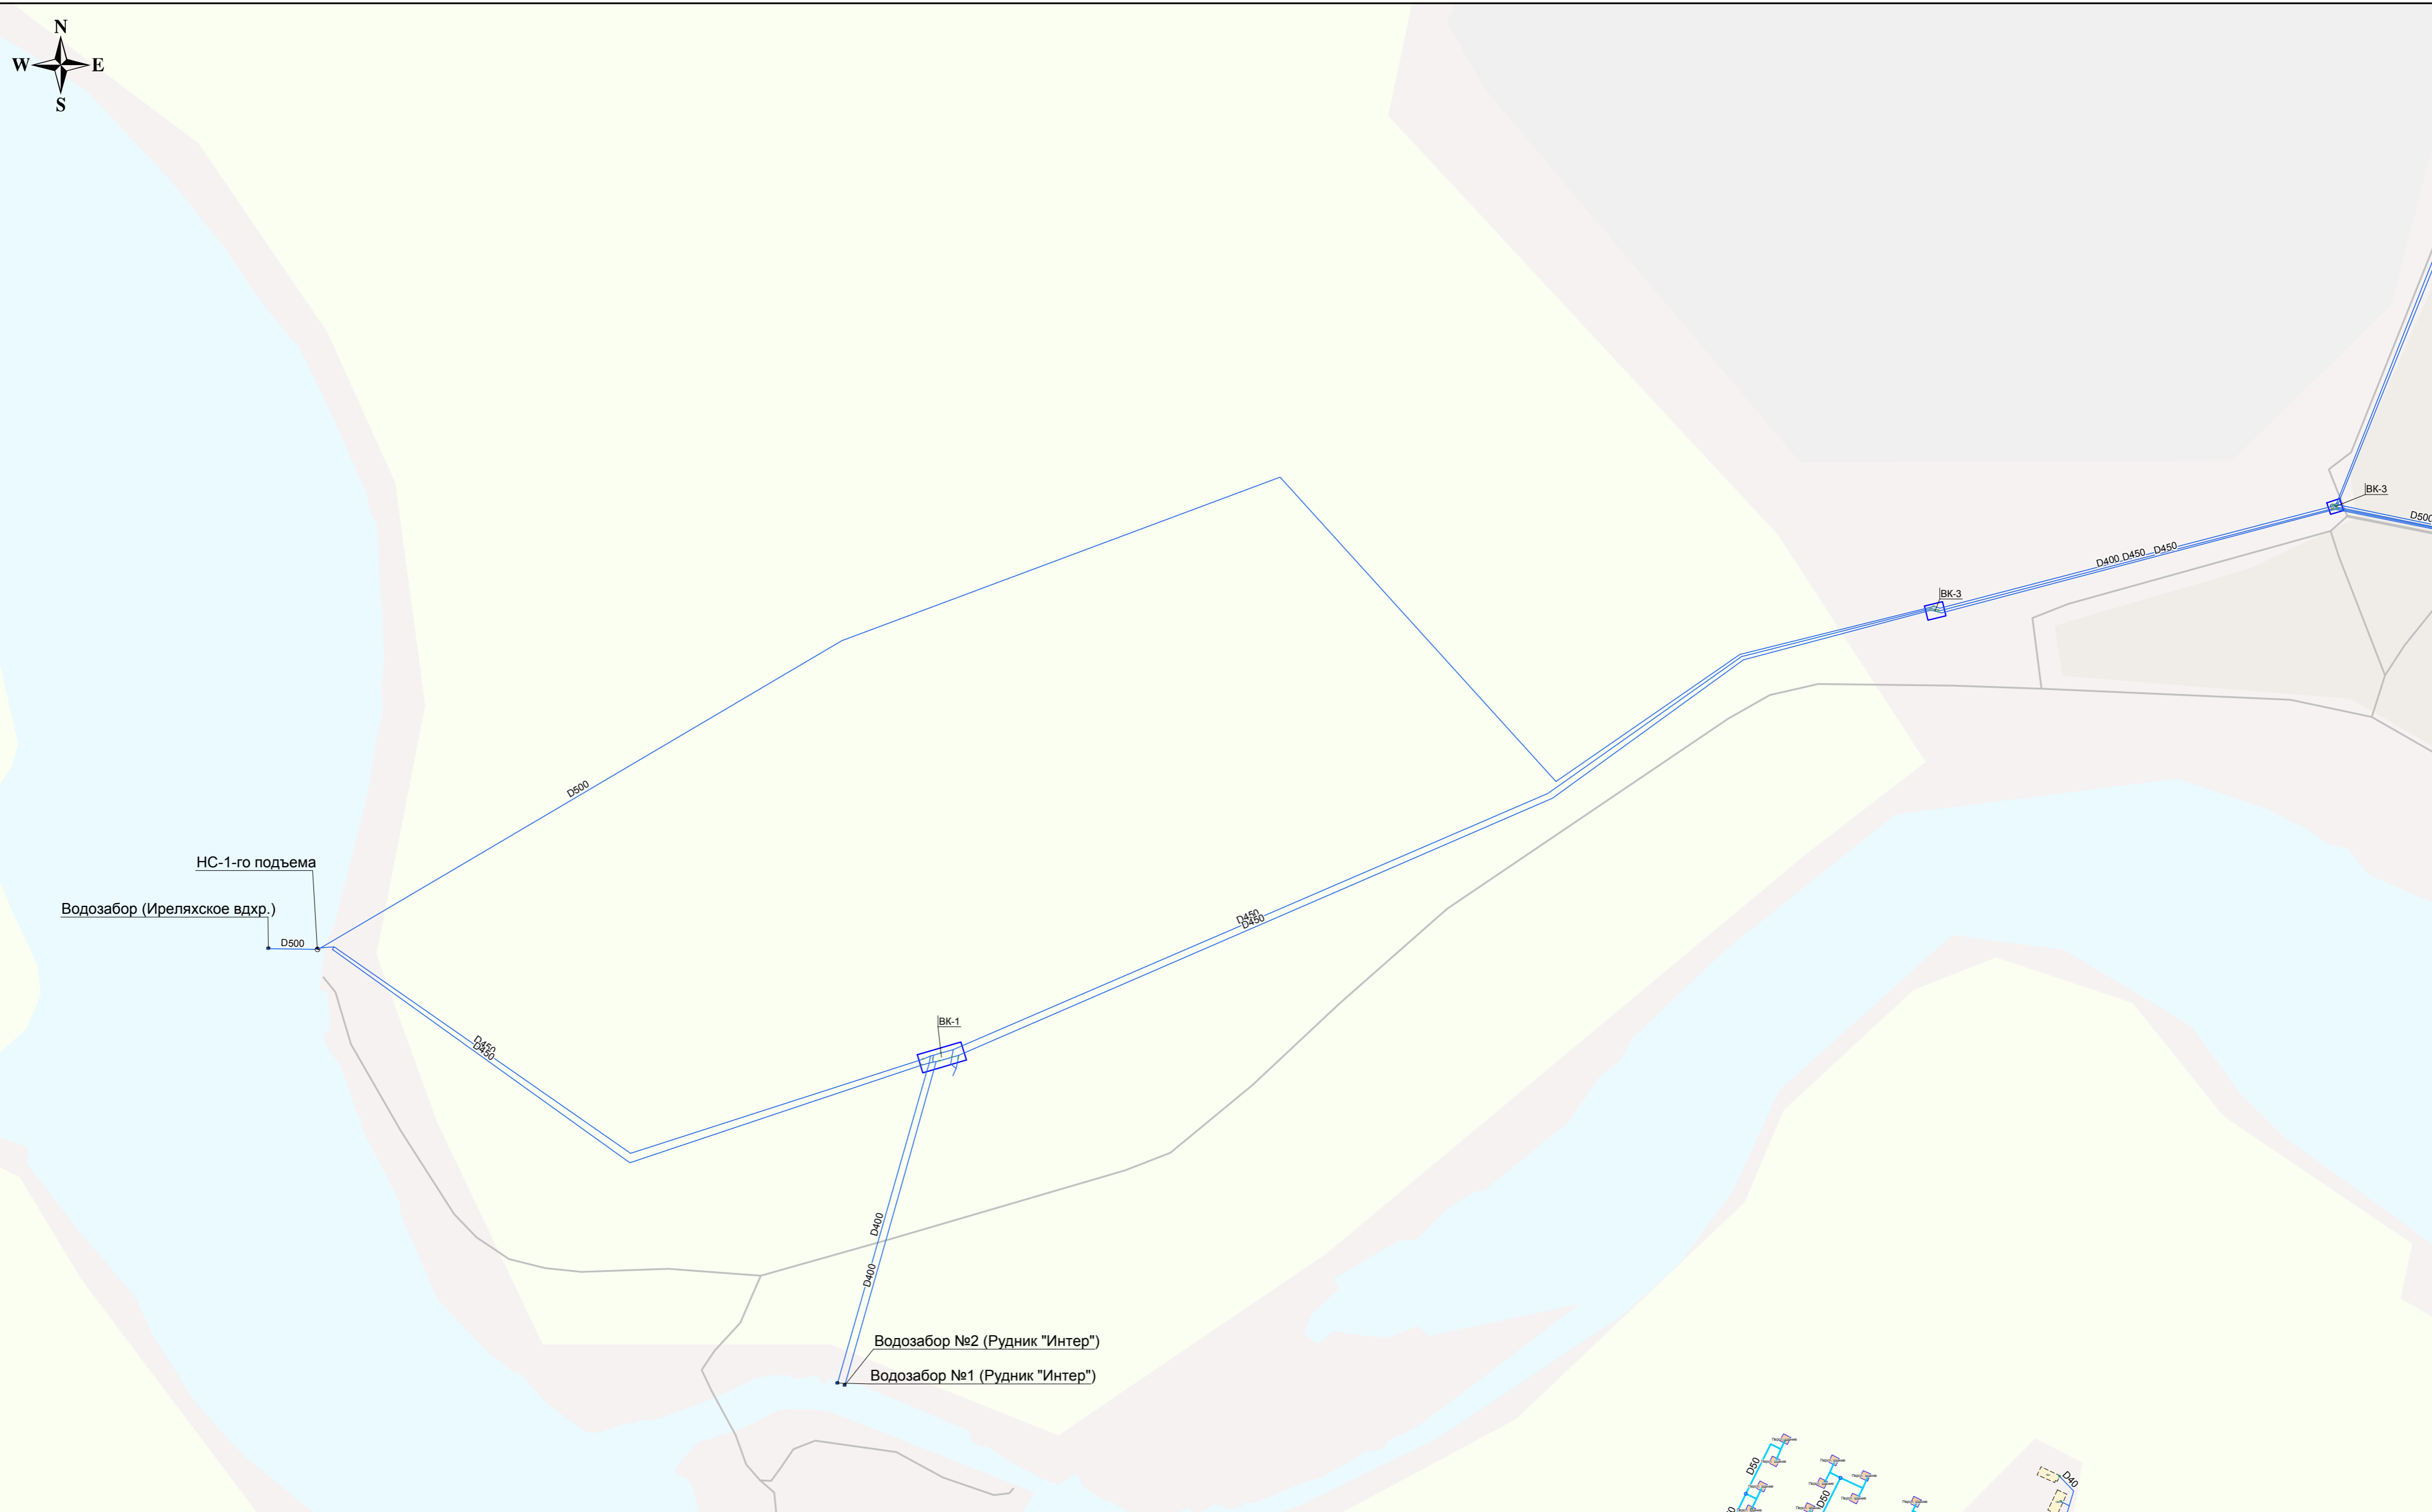 N
W E
S
ВК-3
D500
D400 D450 D450
ВК-3
D500
НС-1-го подъема
Водозабор (Иреляхское вдхр.)
D500
D450
D450
ВК-1
D450
D450
D400
D400
Водозабор №2 (Рудник "Интер")
Водозабор №1 (Рудник "Интер")
D50
D50
D40